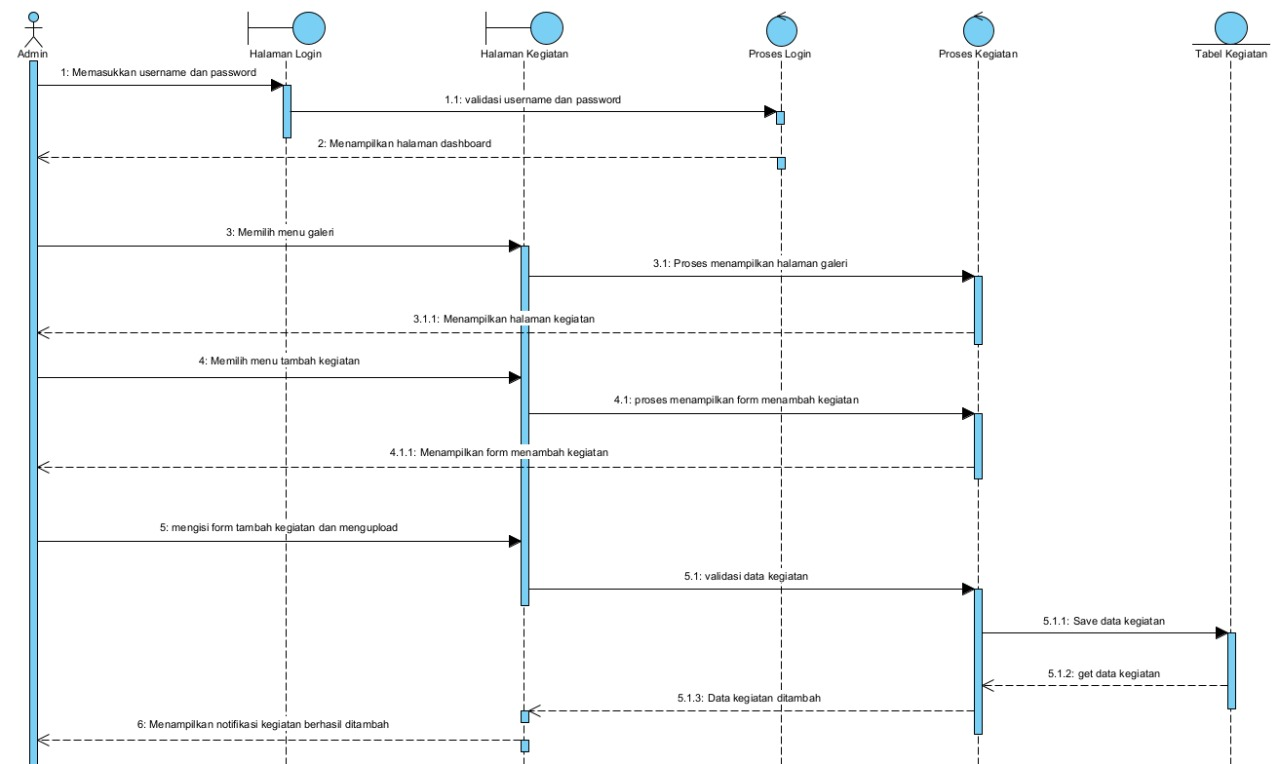 Admin
Halaman Login
Halaman Kegiatan
Proses Login
Proses Kegiatan
Tabel Kegiatan
1: Memasukkan username dan password
1.1: validasi username dan password
2: Menampilkan halaman dashboard
3: Memilih menu galeri
3.1: Proses menampilkan halaman galeri
3.1.1: Menampilkan halaman kegiatan
4: Memilih menu tambah kegiatan
4.1: proses menampilkan form menambah kegiatan
4.1.1: Menampilkan form menambah kegiatan
5: mengisi form tambah kegiatan dan mengupload
5.1: validasi data kegiatan
5.1.1: Save data kegiatan
5.1.2: get data kegiatan
5.1.3: Data kegiatan ditambah
6: Menampilkan notifikasi kegiatan berhasil ditambah